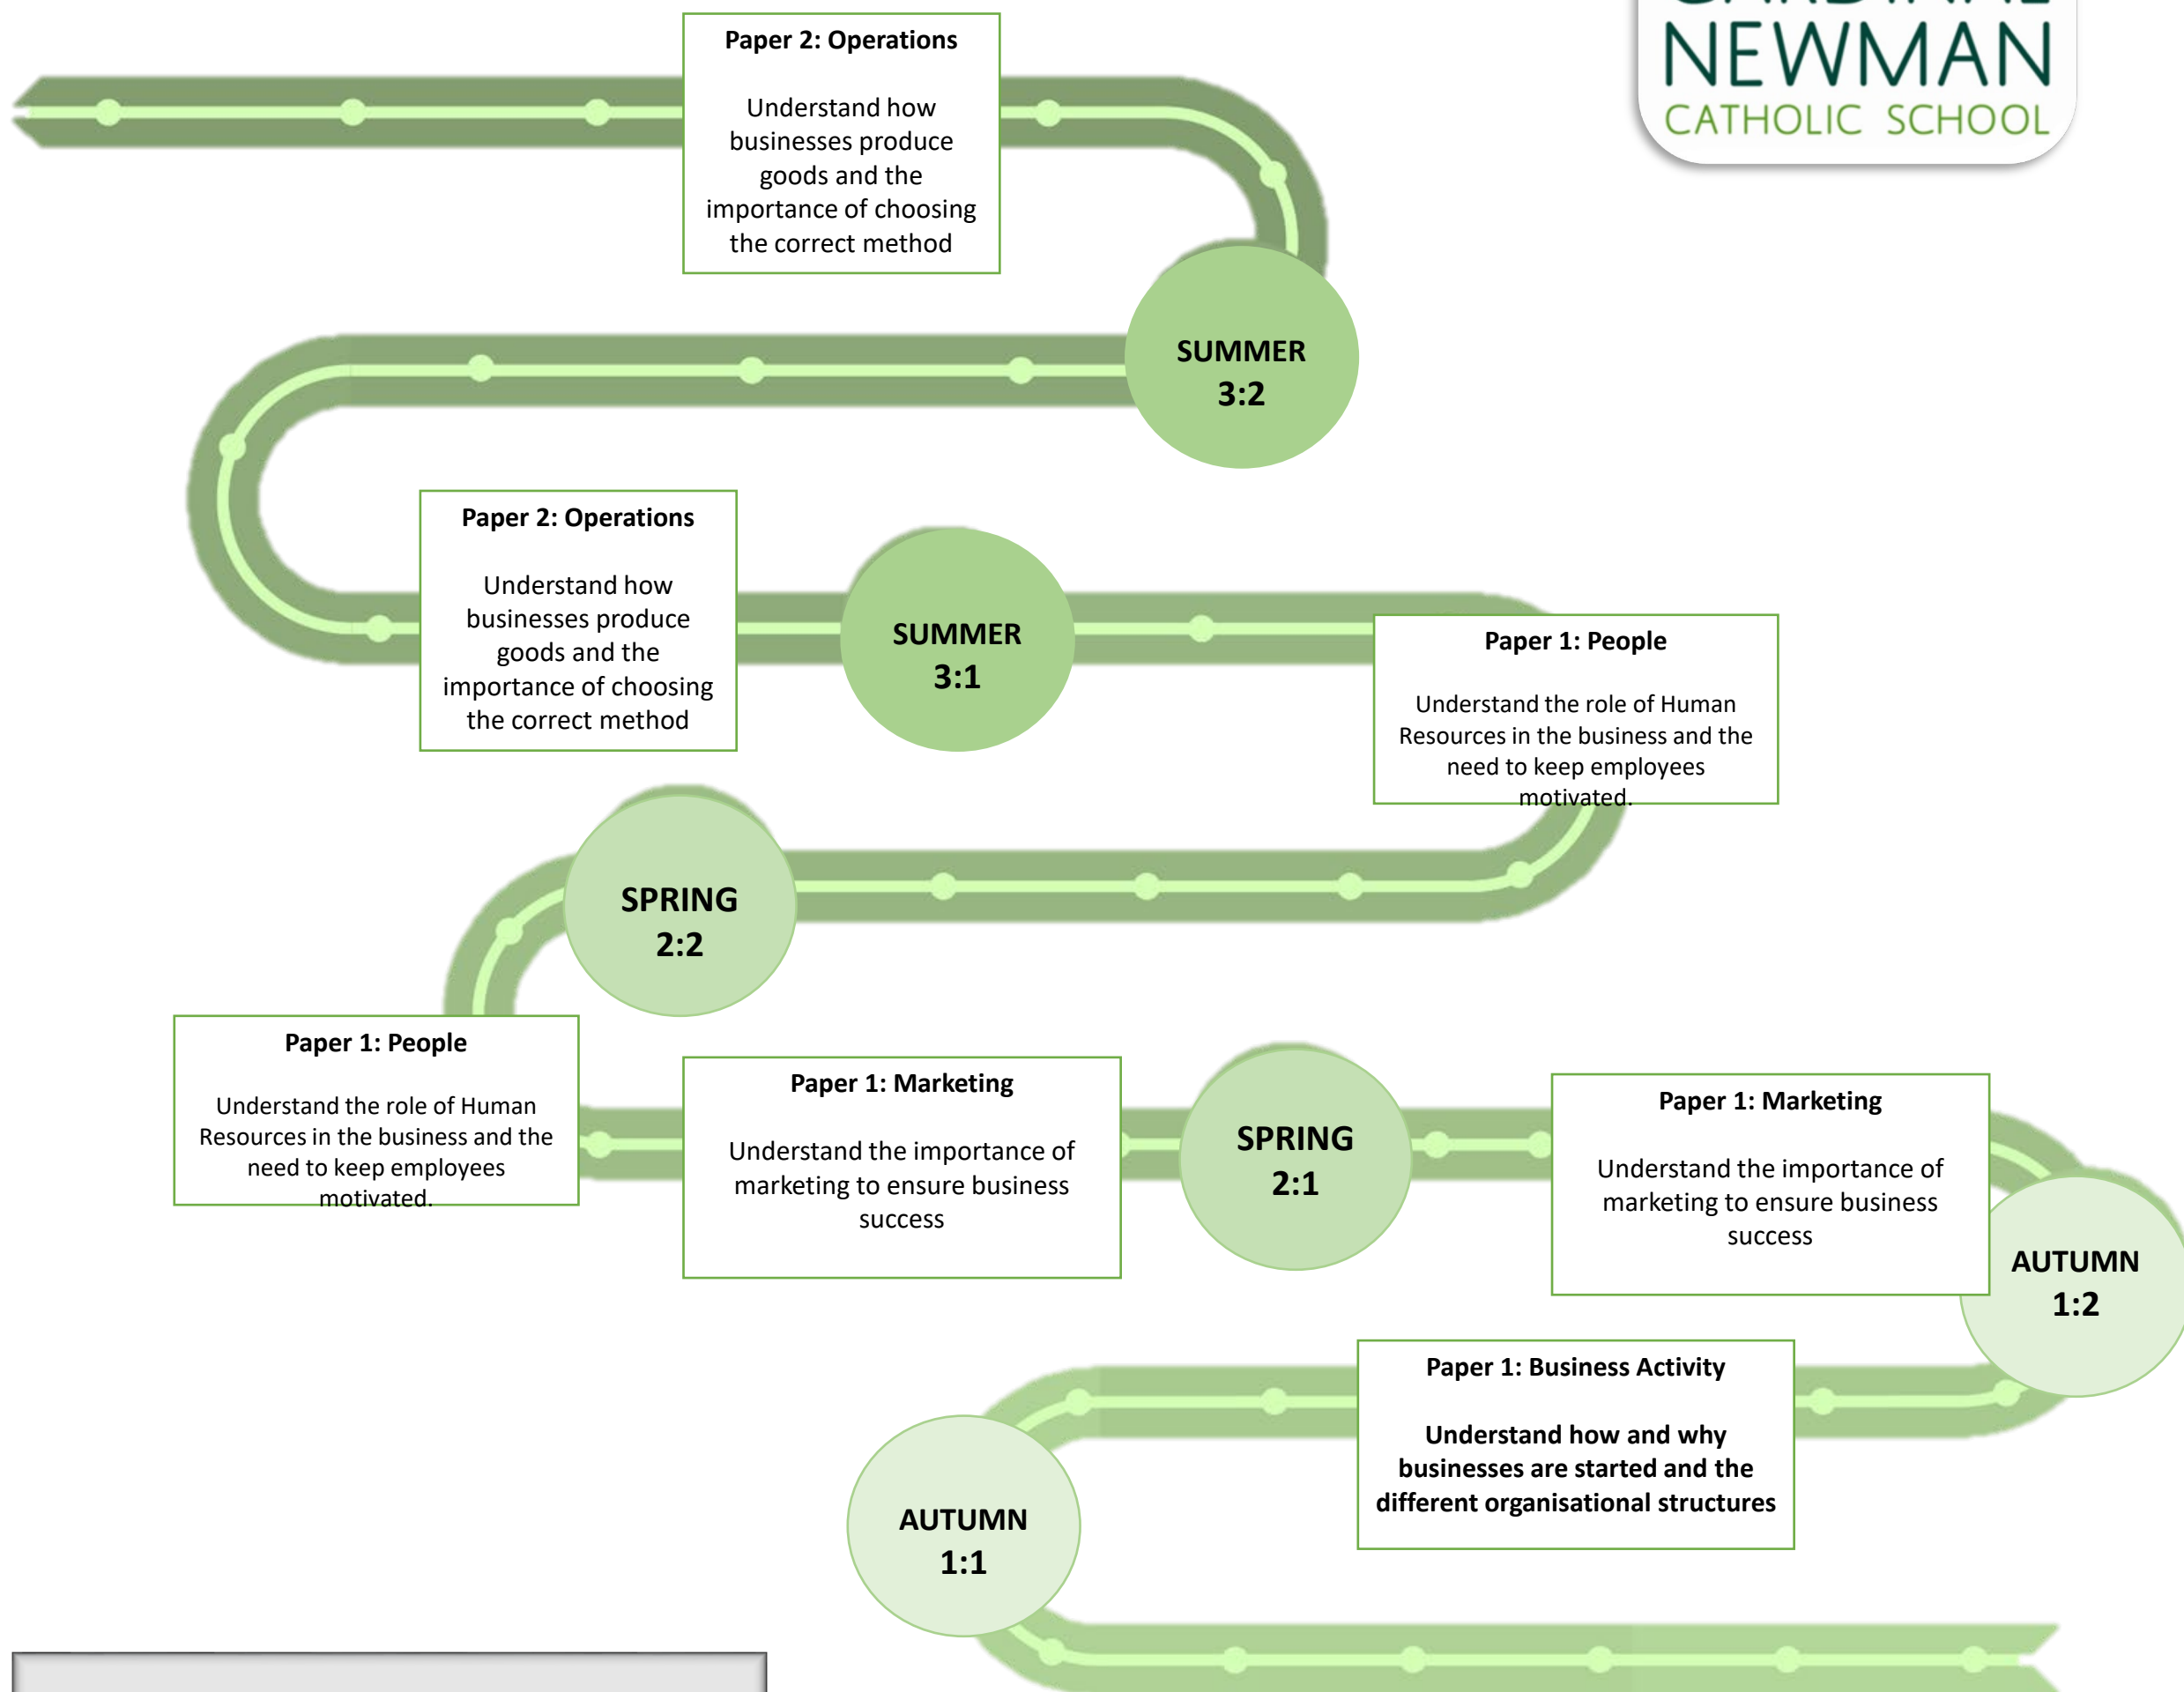 NEWMAN
CATHOLIC SCHOOL
Paper 2: Operations
Understand how
businesses produce
goods and the
importance of choosing
the correct method
SUMMER
3:2
Paper 2: Operations
Understand how
businesses produce
goods and the
importance of choosing
the correct method
SUMMER
3:1
Paper 1: People
Understand the role of Human
Resources in the business and the
need to keep employees
motivated.
SPRING
2:2
Paper 1: People
Understand the role of Human
Resources in the business and the
need to keep employees
motivated.
Paper 1: Marketing
Understand the importance of
marketing to ensure business
success
SPRING
2:1
Paper 1: Marketing
Understand the importance of
marketing to ensure business
success
AUTUMN
1:2
Paper 1: Business Activity
Understand how and why
businesses are started and the
different organisational structures
AUTUMN
1:1